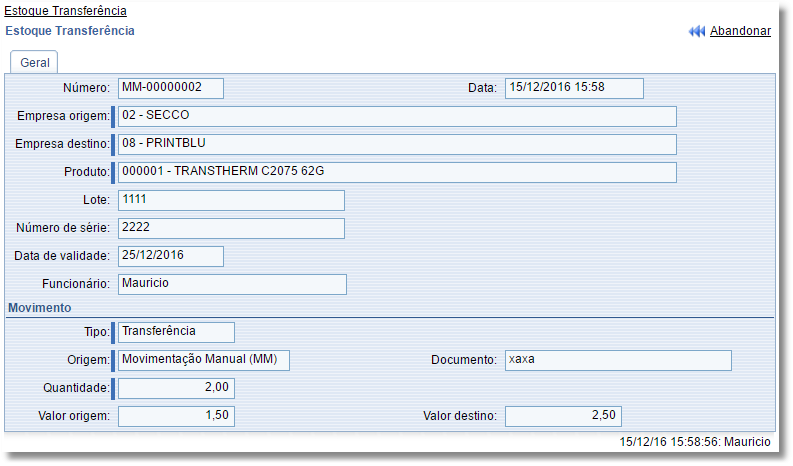 Estoque Transferência
Estoque Transferência Abandonar
Geral
Número: MM-00000002 Data: 15/12/2016 15:58
Empresa origem: 02 - SECCO
Empresa destino: 08 - PRINTBLU
Produto: 000001 - TRANSTHERM C2075 62G
Lote: 1111
Número de série: 2222
Data de validade: 25/12/2016
Funcionário: Mauricio
Movimento
Tipo: Transferência
Origem: Movimentação Manual (MM) Documento: xaxa
Quantidade: 2,00
Valor origem: 1,50 Valor destino: 2,50
15/12/16 15:58:56: Mauricio